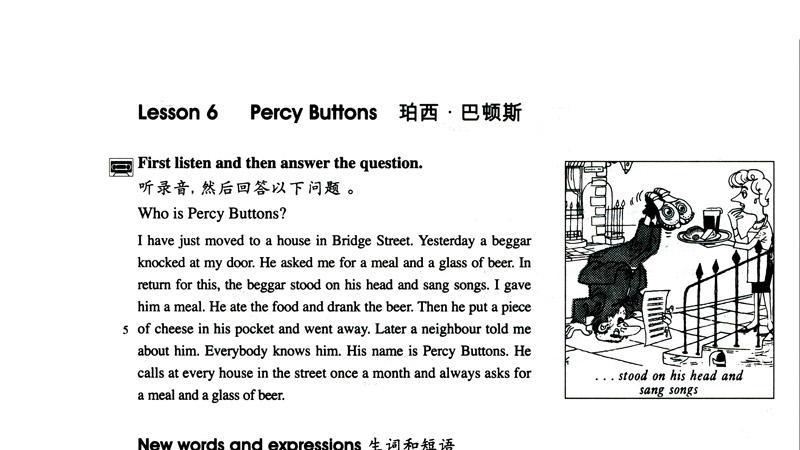 Lesson 6 Percy Buttons 珀西·巴顿斯
First listen and then answer the question.
听录音，然后回答以下问题。
Who is Percy Buttons?
I have just moved to a house in Bridge Street. Yesterday a beggar
knocked at my door. He asked me for a meal and a glass of beer. In
return for this, the beggar stood on his head and sang songs. I gave
him a meal. He ate the food and drank the beer. Then he put a piece
5 of cheese in his pocket and went away. Later a neighbour told me
about him. Everybody knows him. His name is Percy Buttons. He
calls at every house in the street once a month and always asks for
a meal and a glass of beer.
...stood on his head and
sang songs
New words and expressions 生词和短语